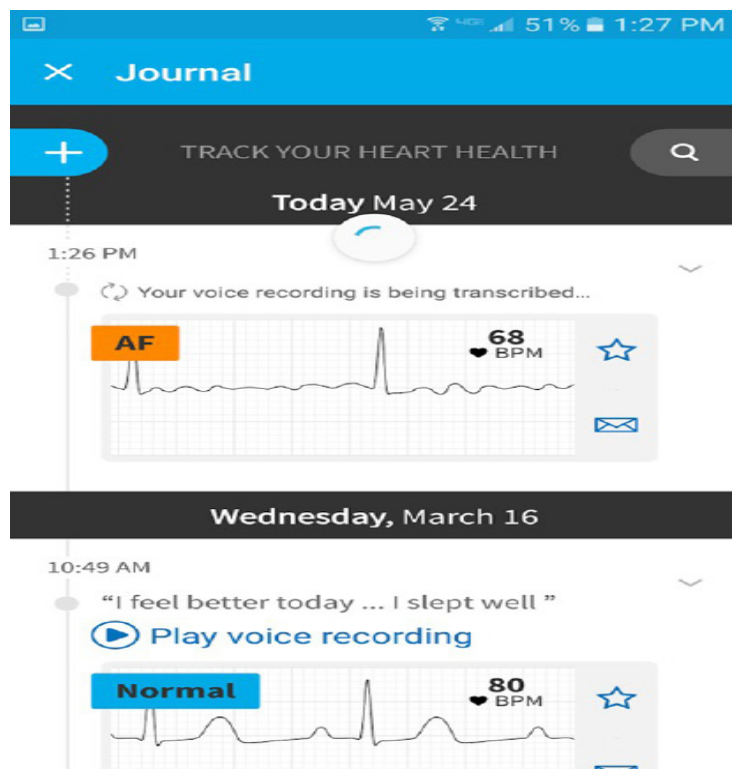 4G 51% 1:27 PM
Journal
TRACK YOUR HEART HEALTH
Today May 24
1:26 PM
Your voice recording is being transcribed...
AF
68
BPM
Wednesday, March 16
10:49 AM
“I feel better today ... I slept well ”
Play voice recording
Normal
80
BPM